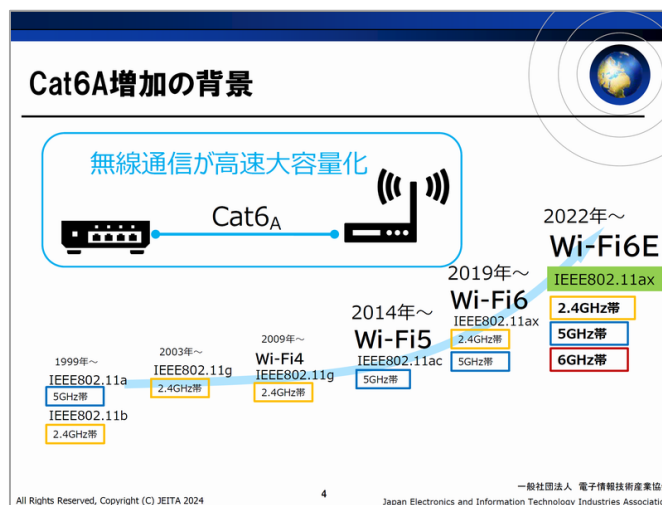 Cat6A増加の背景
無線通信が高速大容量化
Cat6A
1999年～
IEEE802.11a
5GHz帯
IEEE802.11b
2.4GHz帯
2003年～
IEEE802.11g
2.4GHz帯
2009年～
Wi-Fi4
IEEE802.11g
2.4GHz帯
2014年～
Wi-Fi5
IEEE802.11ac
5GHz帯
2019年～
Wi-Fi6
IEEE802.11ax
2.4GHz帯
5GHz帯
2022年～
Wi-Fi6E
IEEE802.11ax
2.4GHz帯
5GHz帯
6GHz帯
All Rights Reserved, Copyright (C) JEITA 2024
4
一般社団法人 電子情報技術産業協
Japan Electronics and Information Technology Industries Associatio